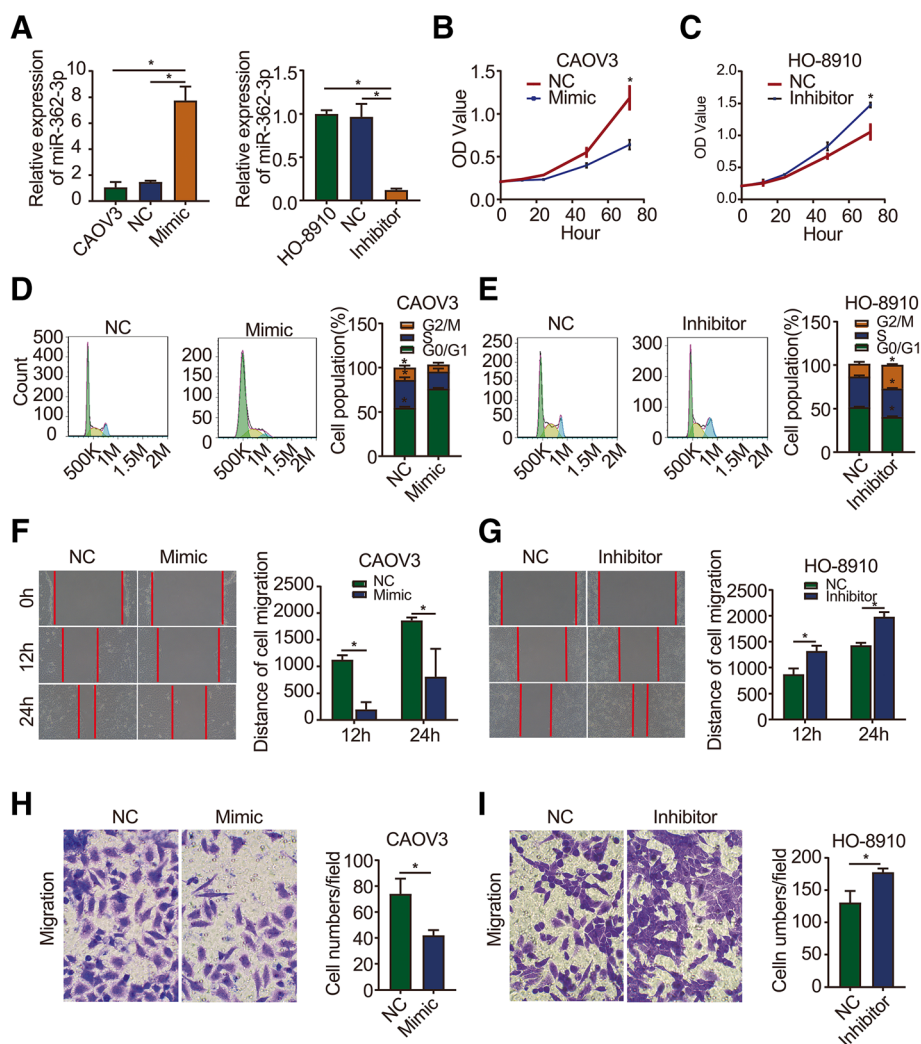 A
Relative expression
of miR-362-3p
10
8
6
4
2
0
*
*
CAOV3
NC
Mimic
Relative expression
of miR-362-3p
1.5
1.0
0.5
0.0
*
*
HO-8910
NC
Inhibitor
B
CAOV3
NC
Mimic
*
OD Value
1.5
1.0
0.5
0.0
0 20 40 60 80
Hour
C
HO-8910
NC
Inhibitor
*
OD Value
2.0
1.5
1.0
0.5
0.0
0 20 40 60 80
Hour
D
NC
Count
500
400
300
200
100
0
500K 1M 1.5M 2M
Mimic
200
150
100
50
0
500K 1M 1.5M 2M
CAOV3
G2/M
S
G0/G1
Cell population(%)
150
100
50
0
*
*
*
NC
Mimic
E
NC
250
200
150
100
50
0
500K 1M 1.5M 2M
Inhibitor
300
200
100
0
500K 1M 1.5M 2M
HO-8910
G2/M
S
G0/G1
Cell population(%)
150
100
50
0
*
*
*
NC
Inhibitor
F
NC Mimic
0h
12h
24h
CAOV3
NC
Mimic
Distance of cell migration
2500
2000
1500
1000
500
0
*
*
12h 24h
G
NC Inhibitor
HO-8910
NC
Inhibitor
Distance of cell migration
2500
2000
1500
1000
500
0
*
*
12h 24h
H
NC Mimic
Migration
CAOV3
Cell numbers/field
100
80
60
40
20
0
*
NC
Mimic
I
NC Inhibitor
Migration
HO-8910
Celln umbers/field
200
150
100
50
0
*
NC
Inhibitor